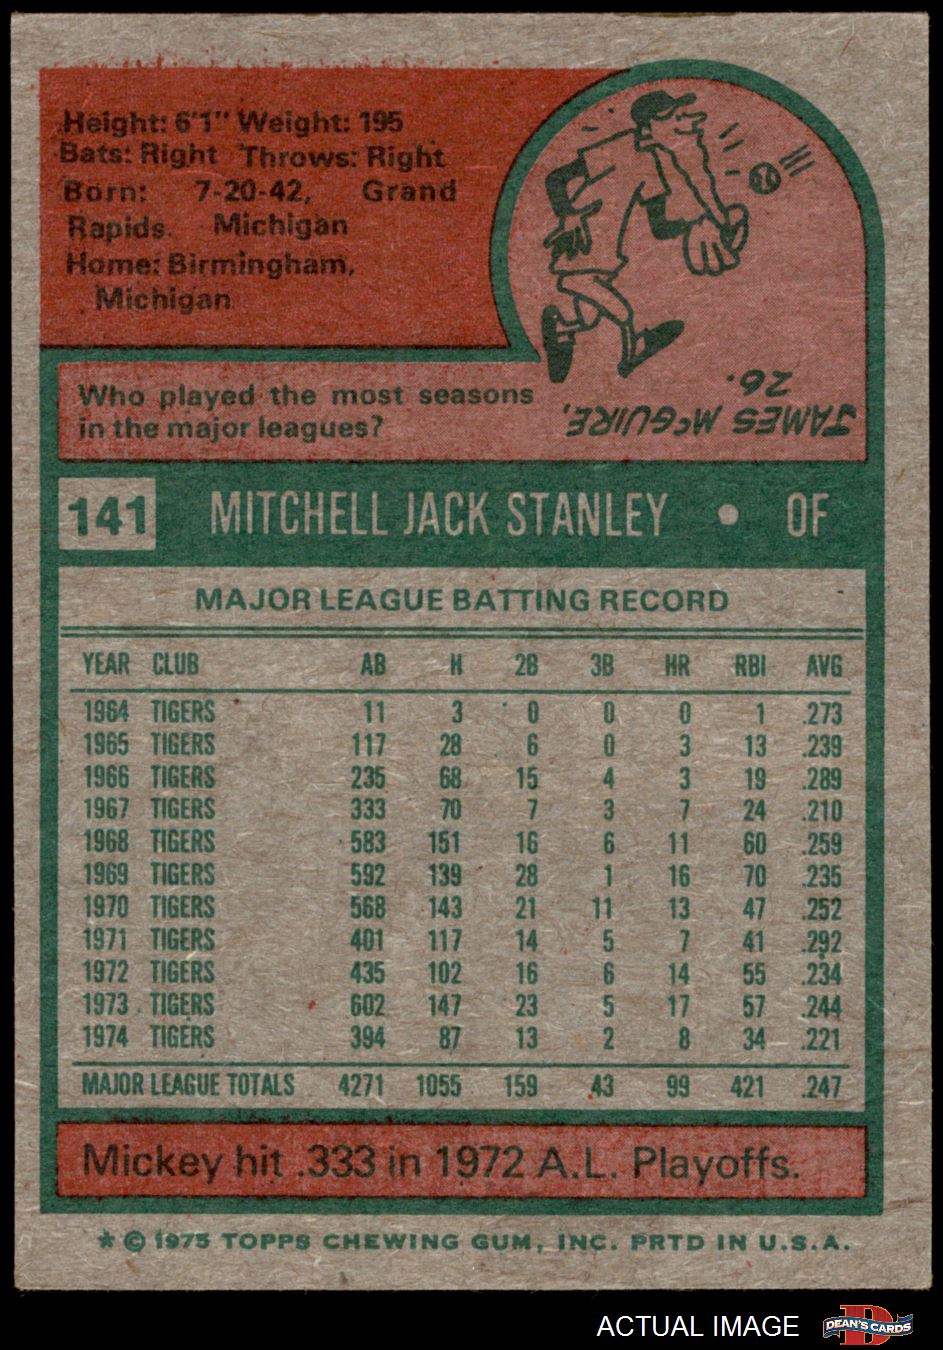 Height: 6'1" Weight: 195
Bats: Right Throws: Right
Born: 7-20-42, Grand
Rapids. Michigan
Home: Birmingham,
Michigan
Who played the most seasons
in the major leagues?
JAMES McGUIRE,
26.
141 MITCHELL JACK STANLEY • OF
MAJOR LEAGUE BATTING RECORD
YEAR CLUB AB H 2B 3B HR RBI AVG
1964 TIGERS 11 3 0 0 0 1 .273
1965 TIGERS 117 28 6 0 3 13 .239
1966 TIGERS 235 68 15 4 3 19 .289
1967 TIGERS 333 70 7 3 7 24 .210
1968 TIGERS 583 151 16 6 11 60 .259
1969 TIGERS 592 139 28 1 16 70 .235
1970 TIGERS 568 143 21 11 13 47 .252
1971 TIGERS 401 117 14 5 7 41 .292
1972 TIGERS 435 102 16 6 14 55 .234
1973 TIGERS 602 147 23 5 17 57 .244
1974 TIGERS 394 87 13 2 8 34 .221
MAJOR LEAGUE TOTALS 4271 1055 159 43 99 421 .247
Mickey hit .333 in 1972 A.L. Playoffs.
* © 1975 TOPPS CHEWING GUM, INC. PRTD IN U.S.A.
ACTUAL IMAGE DEAN'S CARDS